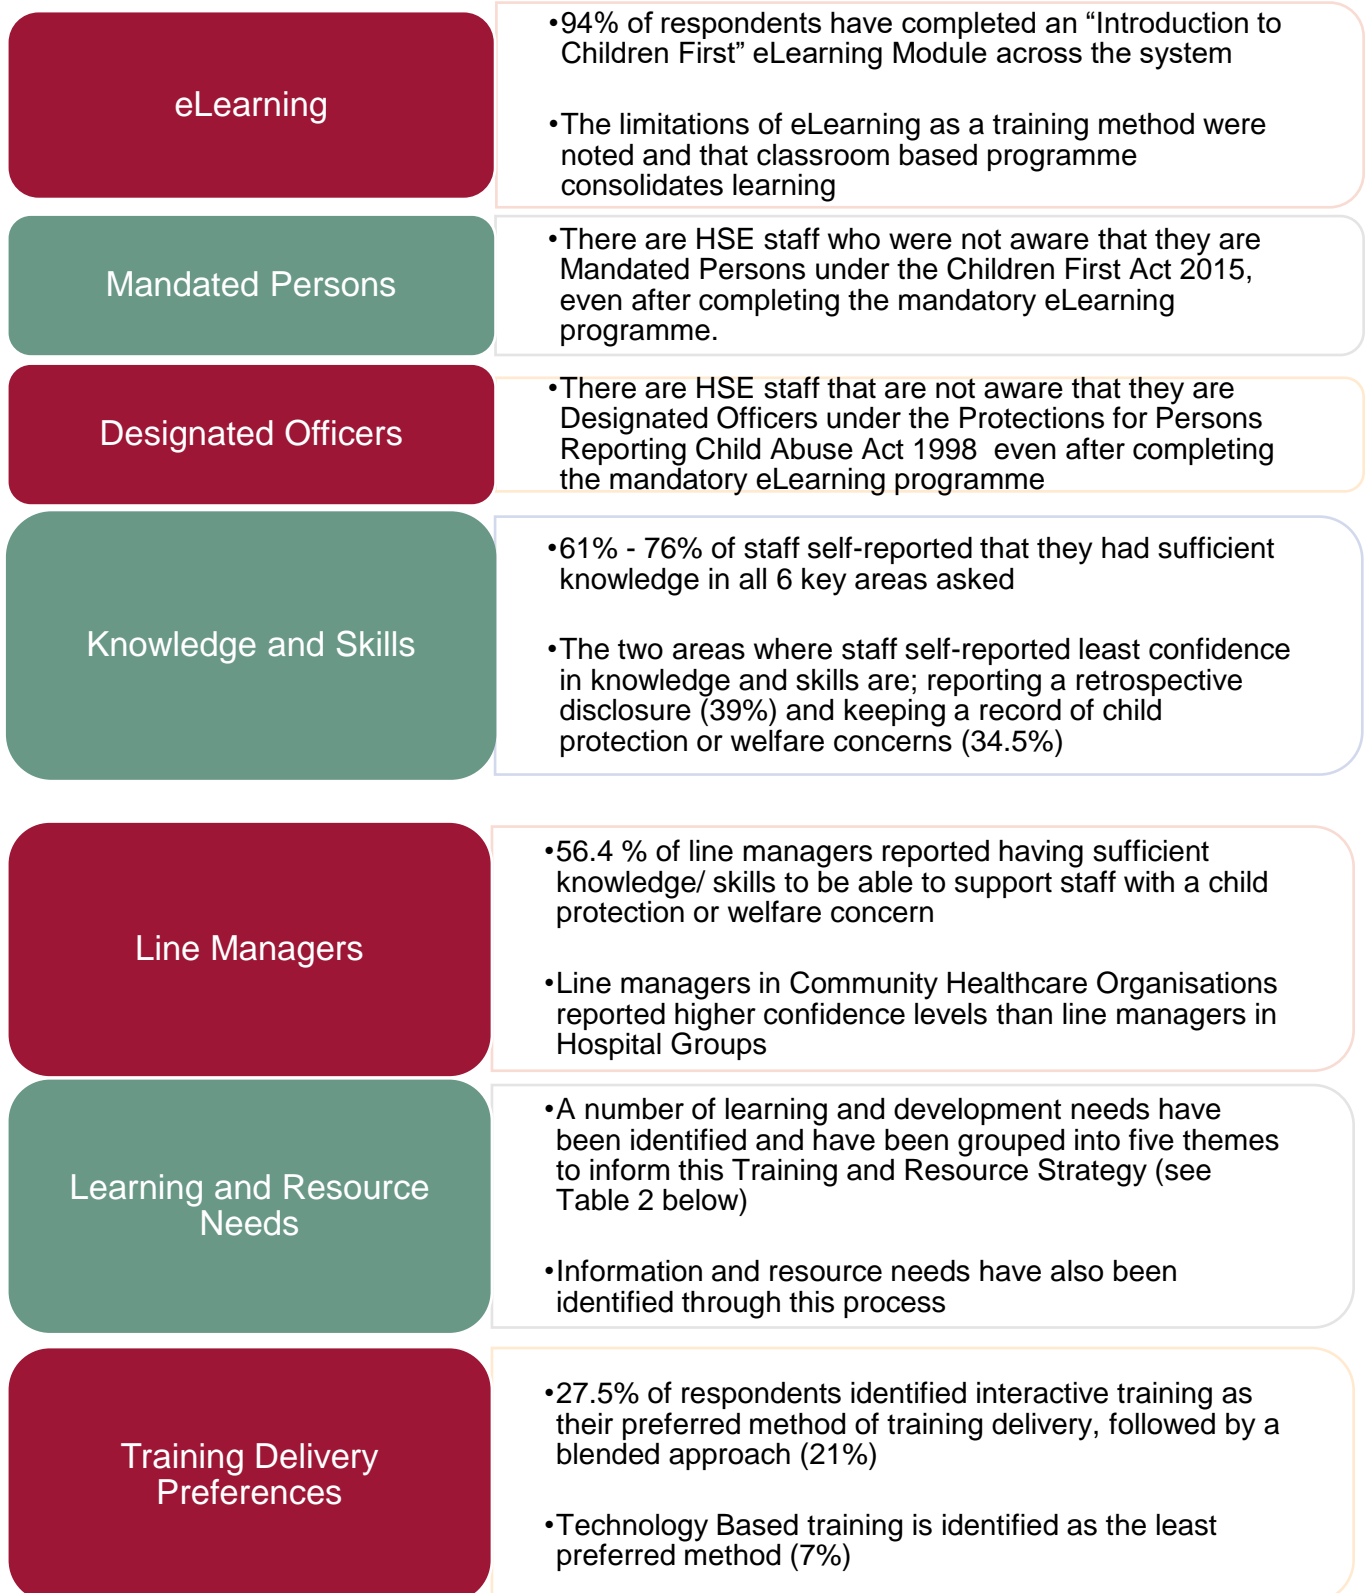 eLearning
•94% of respondents have completed an “Introduction to
Children First” eLearning Module across the system
•The limitations of eLearning as a training method were
noted and that classroom based programme
consolidates learning
Mandated Persons
•There are HSE staff who were not aware that they are
Mandated Persons under the Children First Act 2015,
even after completing the mandatory eLearning
programme.
Designated Officers
•There are HSE staff that are not aware that they are
Designated Officers under the Protections for Persons
Reporting Child Abuse Act 1998  even after completing
the mandatory eLearning programme
Knowledge and Skills
•61% - 76% of staff self-reported that they had sufficient
knowledge in all 6 key areas asked
•The two areas where staff self-reported least confidence
in knowledge and skills are; reporting a retrospective
disclosure (39%) and keeping a record of child
protection or welfare concerns (34.5%)
Line Managers
•56.4 % of line managers reported having sufficient
knowledge/ skills to be able to support staff with a child
protection or welfare concern
•Line managers in Community Healthcare Organisations
reported higher confidence levels than line managers in
Hospital Groups
Learning and Resource
Needs
•A number of learning and development needs have
been identified and have been grouped into five themes
to inform this Training and Resource Strategy (see
Table 2 below)
•Information and resource needs have also been
identified through this process
Training Delivery
Preferences
•27.5% of respondents identified interactive training as
their preferred method of training delivery, followed by a
blended approach (21%)
•Technology Based training is identified as the least
preferred method (7%)